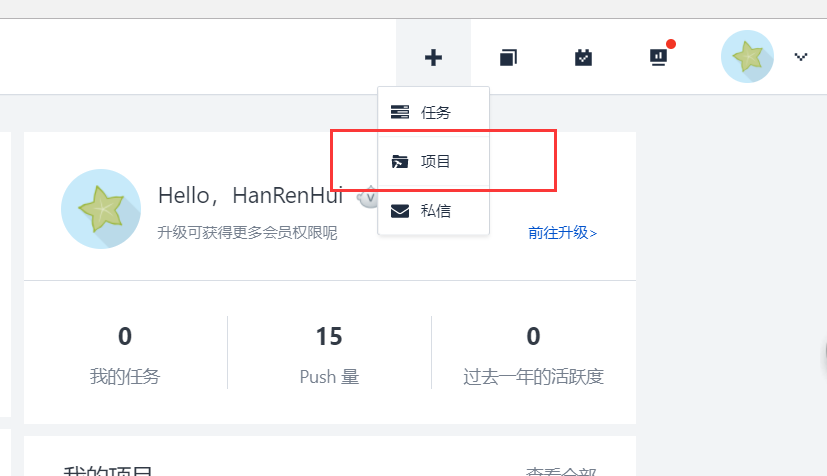 任务
项目
私信
Hello，HanRenHui
V
升级可获得更多会员权限呢
前往升级>
0
15
0
我的任务
Push 量
过去一年的活跃度
我的项目
查看全部